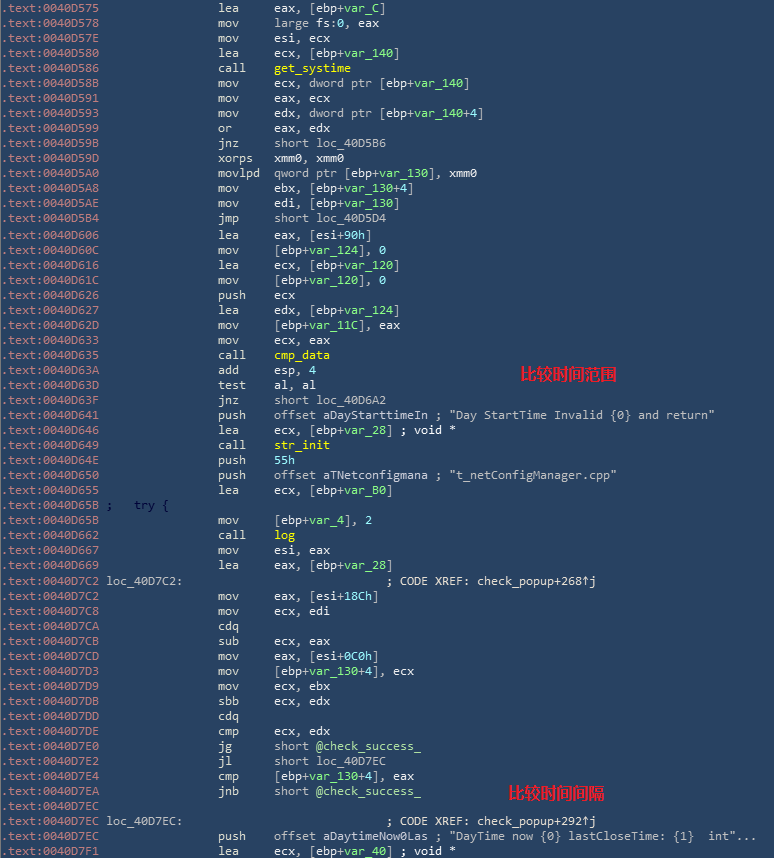 .text:0040D575 lea eax, [ebp+var_C]
.text:0040D578 mov large fs:0, eax
.text:0040D57E mov esi, ecx
.text:0040D580 lea ecx, [ebp+var_140]
.text:0040D586 call get_systime
.text:0040D58B mov ecx, dword ptr [ebp+var_140]
.text:0040D591 mov eax, ecx
.text:0040D593 mov edx, dword ptr [ebp+var_140+4]
.text:0040D599 or eax, edx
.text:0040D59B jnz short loc_40D5B6
.text:0040D59D xorps xmm0, xmm0
.text:0040D5A0 movlpd qword ptr [ebp+var_130], xmm0
.text:0040D5A8 mov ebx, [ebp+var_130+4]
.text:0040D5AE mov edi, [ebp+var_130]
.text:0040D5B4 jmp short loc_40D5D4
.text:0040D606 lea eax, [esi+90h]
.text:0040D60C mov [ebp+var_124], 0
.text:0040D616 lea ecx, [ebp+var_120]
.text:0040D61C mov [ebp+var_120], 0
.text:0040D626 push ecx
.text:0040D627 lea edx, [ebp+var_124]
.text:0040D62D mov [ebp+var_11C], eax
.text:0040D633 mov ecx, eax
.text:0040D635 call cmp_data
.text:0040D63A add esp, 4 比较时间范围
.text:0040D63D test al, al
.text:0040D63F jnz short loc_40D6A2
.text:0040D641 push offset aDayStarttimeIn ; "Day StartTime Invalid {0} and return"
.text:0040D646 lea ecx, [ebp+var_28] ; void *
.text:0040D649 call str_init
.text:0040D64E push 55h
.text:0040D650 push offset aTNetconfigmana ; "t_netConfigManager.cpp"
.text:0040D655 lea ecx, [ebp+var_B0]
.text:0040D65B ; try {
.text:0040D65B mov [ebp+var_4], 2
.text:0040D662 call log
.text:0040D667 mov esi, eax
.text:0040D669 lea eax, [ebp+var_28]
.text:0040D7C2 loc_40D7C2: ; CODE XREF: check_popup+268↑j
.text:0040D7C2 mov eax, [esi+18Ch]
.text:0040D7C8 mov ecx, edi
.text:0040D7CA cdq
.text:0040D7CB sub ecx, eax
.text:0040D7CD mov eax, [esi+0C0h]
.text:0040D7D3 mov [ebp+var_130+4], ecx
.text:0040D7D9 mov ecx, ebx
.text:0040D7DB sbb ecx, edx
.text:0040D7DD cdq
.text:0040D7DE cmp ecx, edx
.text:0040D7E0 jg short @check_success_
.text:0040D7E2 jl short loc_40D7EC
.text:0040D7E4 cmp [ebp+var_130+4], eax
.text:0040D7EA jnb short @check_success_ 比较时间间隔
.text:0040D7EC
.text:0040D7EC loc_40D7EC: ; CODE XREF: check_popup+292↑j
.text:0040D7EC push offset aDaytimeNow0Las ; "DayTime now {0} lastCloseTime: {1} int"...
.text:0040D7F1 lea ecx, [ebp+var_40] ; void *